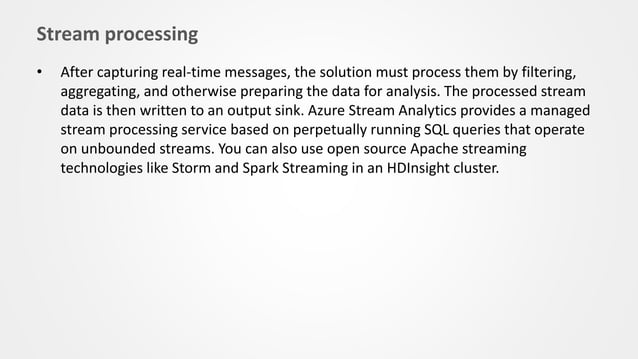 Stream processing
• After capturing real-time messages, the solution must process them by filtering,
aggregating, and otherwise preparing the data for analysis. The processed stream
data is then written to an output sink. Azure Stream Analytics provides a managed
stream processing service based on perpetually running SQL queries that operate
on unbounded streams. You can also use open source Apache streaming
technologies like Storm and Spark Streaming in an HDInsight cluster.